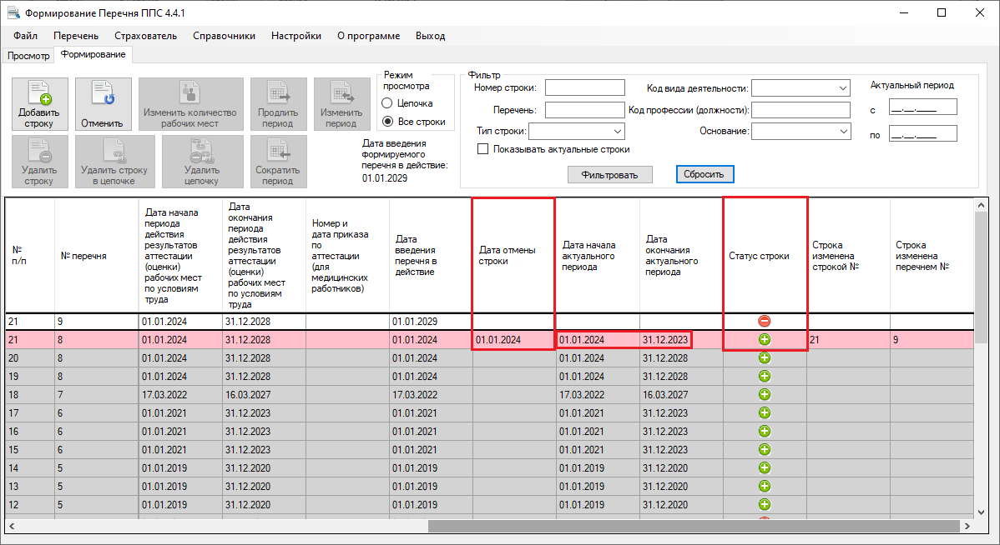 Формирование Перечня ППС 4.4.1
Файл Перечень Страхователь Справочники Настройки О программе Выход
Просмотр Формирование
Добавить
строку
Отменить
Изменить количество
рабочих мест
Продлить
период
Изменить
период
Удалить
строку
Удалить строку
в цепочке
Удалить
цепочку
Сократить
период
Режим
просмотра
Цепочка
Все строки
Дата введения
формируемого
перечня в действие:
01.01.2029
Фильтр
Номер строки:
Перечень:
Тип строки:
Показывать актуальные строки
Код вида деятельности:
Код профессии (должности):
Основание:
Актуальный период
с __.__.____
по __.__.____
Фильтровать Сбросить
№
п/п
№ перечня
Дата начала
периода
действия
результатов
аттестации
(оценки)
рабочих мест
по условиям
труда
Дата
окончания
периода
действия
результатов
аттестации
(оценки)
рабочих мест
по условиям
труда
Номер и
дата приказа
по
аттестации
(для
медицинских
работников)
Дата
введения
перечня в
действие
Дата отмены
строки
Дата начала
актуального
периода
Дата
окончания
актуального
периода
Статус строки
Строка
изменена
строкой №
Строка
изменена
перечнем №
21 9 01.01.2024 31.12.2028 01.01.2029
21 8 01.01.2024 31.12.2028 01.01.2024 01.01.2024 01.01.2024 31.12.2023 21 9
20 8 01.01.2024 31.12.2028 01.01.2024 01.01.2024 31.12.2028
19 8 01.01.2024 31.12.2028 01.01.2024 01.01.2024 31.12.2028
18 7 17.03.2022 16.03.2027 17.03.2022 17.03.2022 16.03.2027
17 6 01.01.2021 31.12.2023 01.01.2021 01.01.2021 31.12.2023
16 6 01.01.2021 31.12.2023 01.01.2021 01.01.2021 31.12.2023
15 6 01.01.2021 31.12.2023 01.01.2021 01.01.2021 31.12.2023
14 5 01.01.2019 31.12.2020 01.01.2019 01.01.2019 31.12.2020
13 5 01.01.2019 31.12.2020 01.01.2019 01.01.2019 31.12.2020
12 5 01.01.2019 31.12.2020 01.01.2019 01.01.2019 31.12.2020